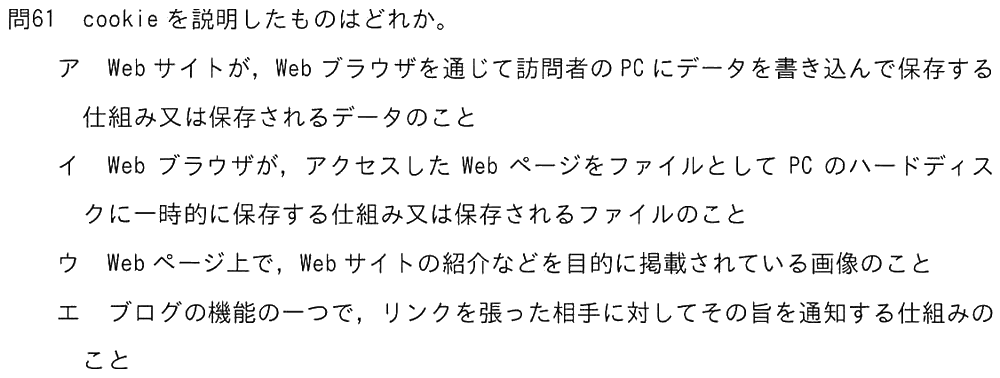 問61 cookie を説明したものはどれか。
ア Web サイトが，Web ブラウザを通じて訪問者の PC にデータを書き込んで保存する
仕組み又は保存されるデータのこと
イ Web ブラウザが，アクセスした Web ページをファイルとして PC のハードディス
クに一時的に保存する仕組み又は保存されるファイルのこと
ウ Web ページ上で，Web サイトの紹介などを目的に掲載されている画像のこと
エ ブログの機能の一つで，リンクを張った相手に対してその旨を通知する仕組みの
こと